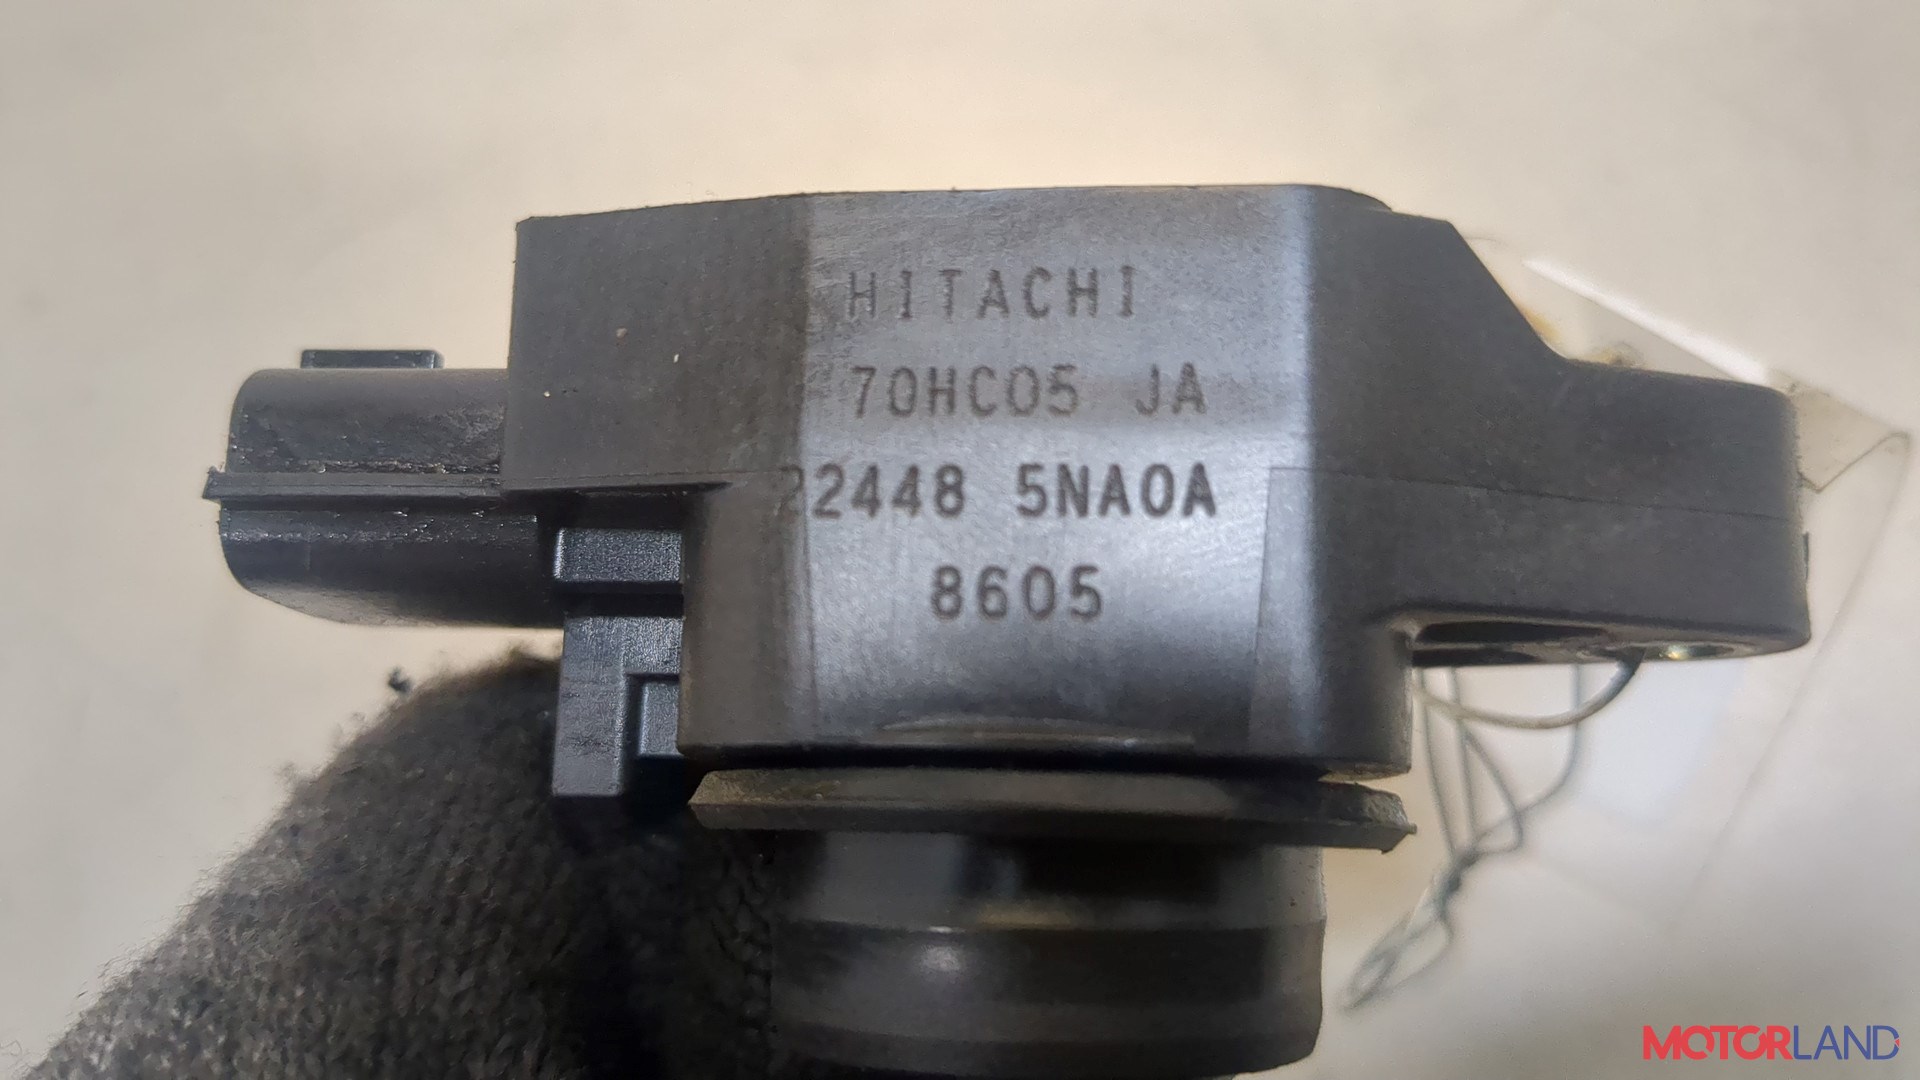 HITACHI
70HC05 JA
22448 5NA0A
8605
MOTORLAND